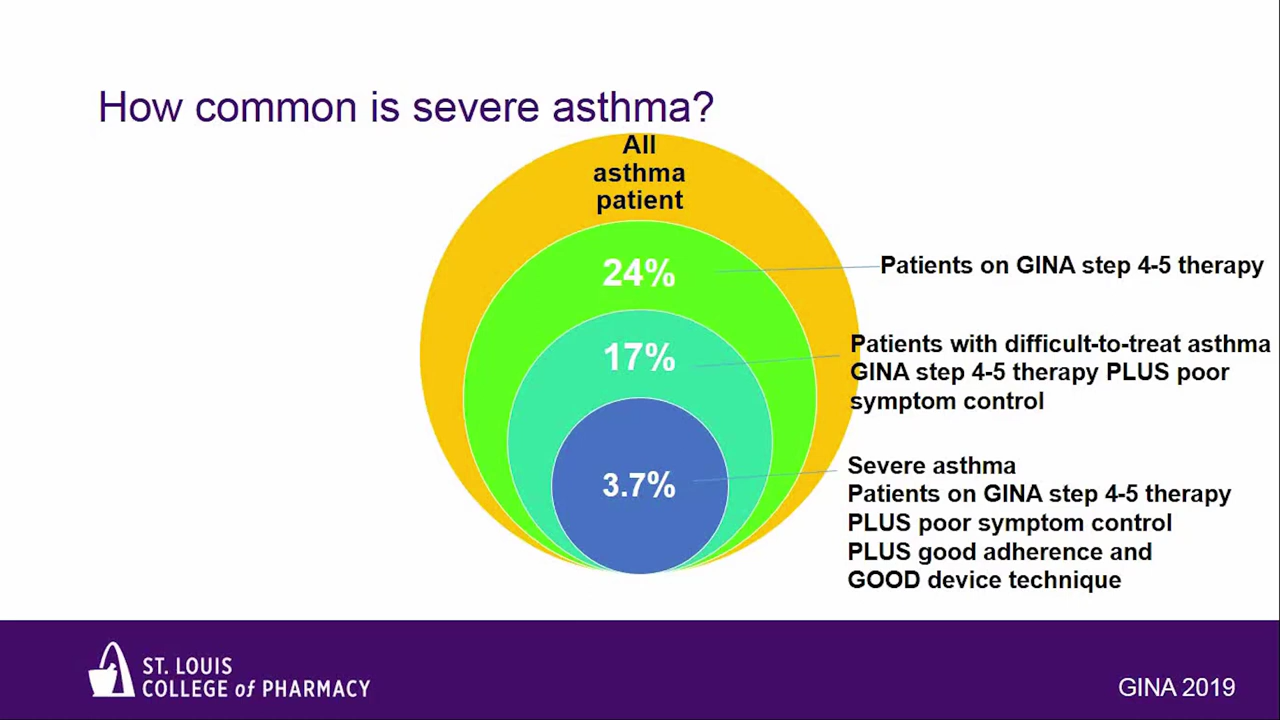 How common is severe asthma?
All
asthma
patient
24%
Patients on GINA step 4-5 therapy
17%
Patients with difficult-to-treat asthma
GINA step 4-5 therapy PLUS poor
symptom control
3.7%
Severe asthma
Patients on GINA step 4-5 therapy
PLUS poor symptom control
PLUS good adherence and
GOOD device technique
ST. LOUIS
COLLEGE of PHARMACY
GINA 2019